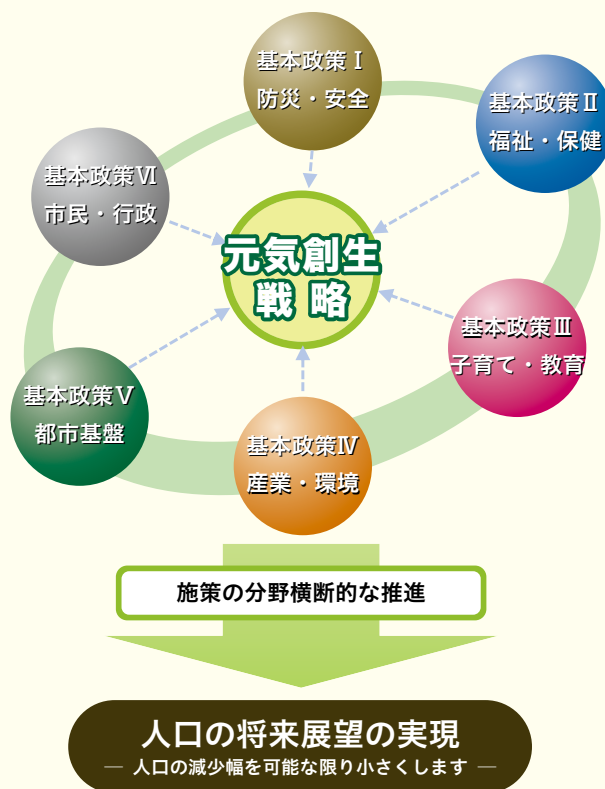 基本政策Ⅰ
防災・安全
基本政策Ⅱ
福祉・保健
基本政策Ⅵ
市民・行政
元気創生
戦略
基本政策Ⅲ
子育て・教育
基本政策Ⅴ
都市基盤
基本政策Ⅳ
産業・環境
施策の分野横断的な推進
人口の将来展望の実現
― 人口の減少幅を可能な限り小さくします ―